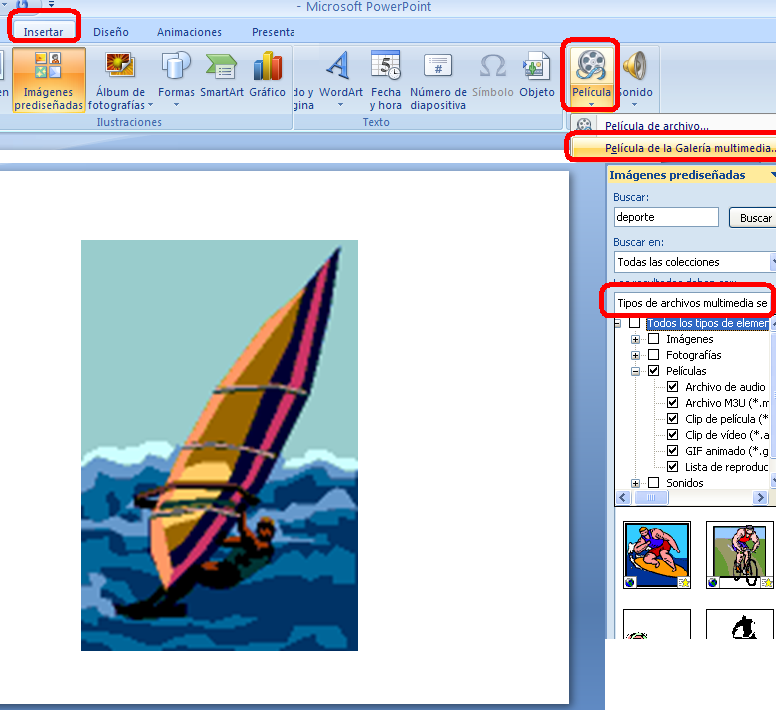 - Microsoft PowerPoint
Insertar Diseño Animaciones Presenta
en Imágenes prediseñadas
Álbum de fotografías
Formas
SmartArt
Gráfico
do y gina
WordArt
Fecha y hora
Número de diapositiva
Símbolo
Objeto
Película
Sonido
Ilustraciones Texto
Película de archivo...
Película de la Galería multimedia..
Imágenes prediseñadas
Buscar:
deporte Buscar
Buscar en:
Todas las colecciones
Los resultados deben ser:
Tipos de archivos multimedia se
Todos los tipos de elemen
Imágenes
Fotografías
Películas
Archivo de audio
Archivo M3U (*.m
Clip de película (*
Clip de vídeo (*.a
GIF animado (*.g
Lista de reproduc
Sonidos